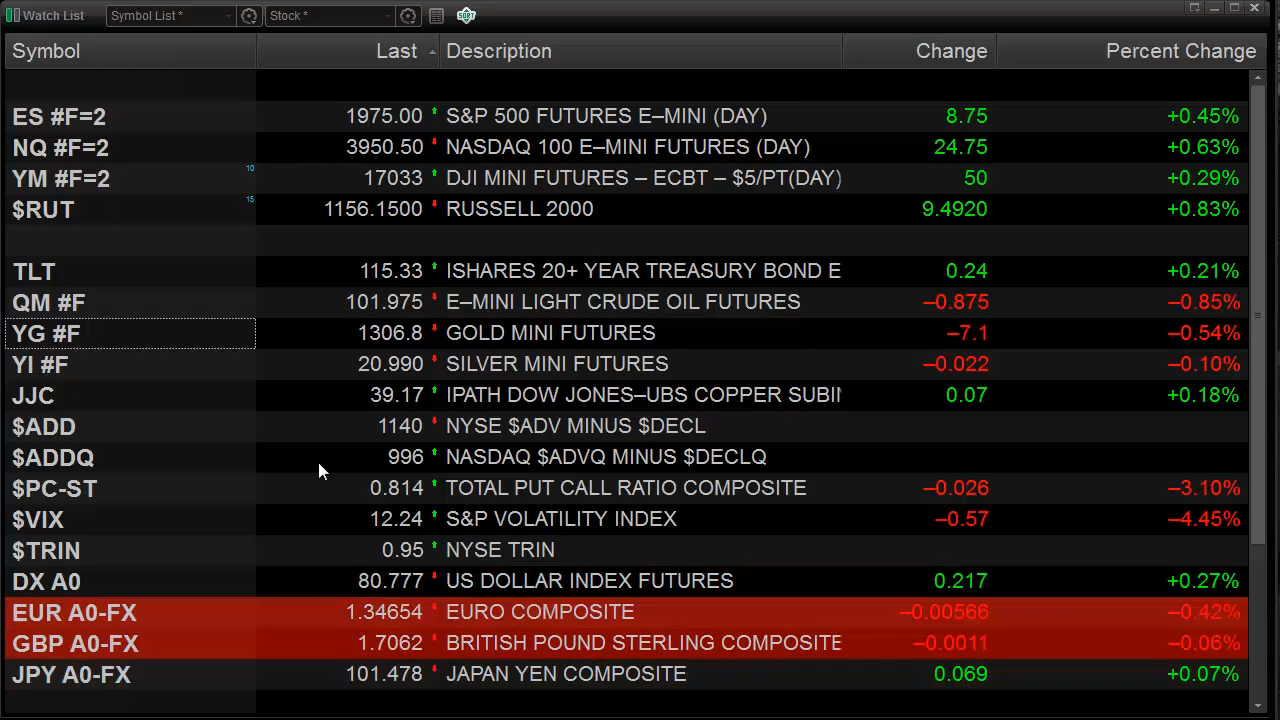 Watch List Symbol List * Stock * SORT
Symbol Last Description Change Percent Change
ES #F=2 1975.00 S&P 500 FUTURES E–MINI (DAY) 8.75 +0.45%
NQ #F=2 3950.50 NASDAQ 100 E–MINI FUTURES (DAY) 24.75 +0.63%
YM #F=2 10 17033 DJI MINI FUTURES – ECBT – $5/PT(DAY) 50 +0.29%
$RUT 15 1156.1500 RUSSELL 2000 9.4920 +0.83%
TLT 115.33 ISHARES 20+ YEAR TREASURY BOND E 0.24 +0.21%
QM #F 101.975 E–MINI LIGHT CRUDE OIL FUTURES –0.875 –0.85%
YG #F 1306.8 GOLD MINI FUTURES –7.1 –0.54%
YI #F 20.990 SILVER MINI FUTURES –0.022 –0.10%
JJC 39.17 IPATH DOW JONES–UBS COPPER SUBIN 0.07 +0.18%
$ADD 1140 NYSE $ADV MINUS $DECL
$ADDQ 996 NASDAQ $ADVQ MINUS $DECLQ
$PC-ST 0.814 TOTAL PUT CALL RATIO COMPOSITE –0.026 –3.10%
$VIX 12.24 S&P VOLATILITY INDEX –0.57 –4.45%
$TRIN 0.95 NYSE TRIN
DX A0 80.777 US DOLLAR INDEX FUTURES 0.217 +0.27%
EUR A0-FX 1.34654 EURO COMPOSITE –0.00566 –0.42%
GBP A0-FX 1.7062 BRITISH POUND STERLING COMPOSITE –0.0011 –0.06%
JPY A0-FX 101.478 JAPAN YEN COMPOSITE 0.069 +0.07%